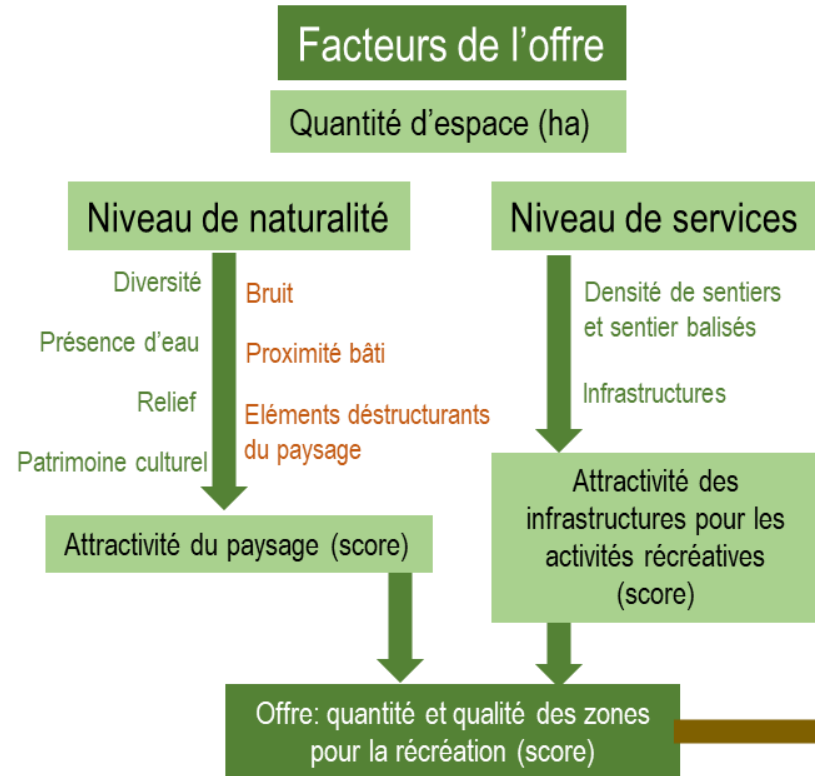 Facteurs de l'offre
Quantité d'espace (ha)
Niveau de naturalité
Diversité
Présence d'eau
Relief
Patrimoine culturel
Bruit
Proximité bâti
Eléments déstructurants
du paysage
Attractivité du paysage (score)
Niveau de services
Densité de sentiers
et sentier balisés
Infrastructures
Attractivité des
infrastructures pour les
activités récréatives
(score)
Offre: quantité et qualité des zones
pour la récréation (score)